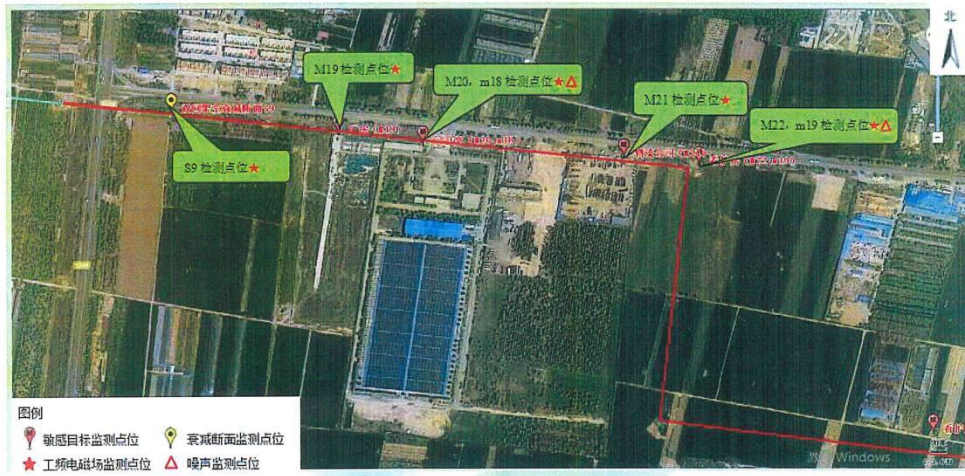 北
M19 检测点位★
M20，m18 检测点位★△
M21 检测点位★
M22，m19 检测点位★△
S9 检测点位★
图例
敏感目标监测点位
衰减断面监测点位
工频电磁场监测点位
噪声监测点位
Windows